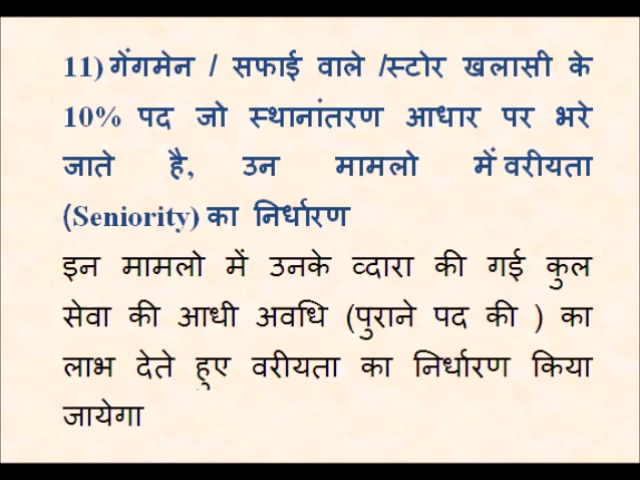 11) गेंगमेन / सफाई वाले /स्टोर खलासी के
10% पद जो स्थानांतरण आधार पर भरे
जाते है, उन मामलो में वरीयता
(Seniority) का निर्धारण
इन मामलो में उनके व्दारा की गई कुल
सेवा की आधी अवधि (पुराने पद की ) का
लाभ देते हुए वरीयता का निर्धारण किया
जायेगा